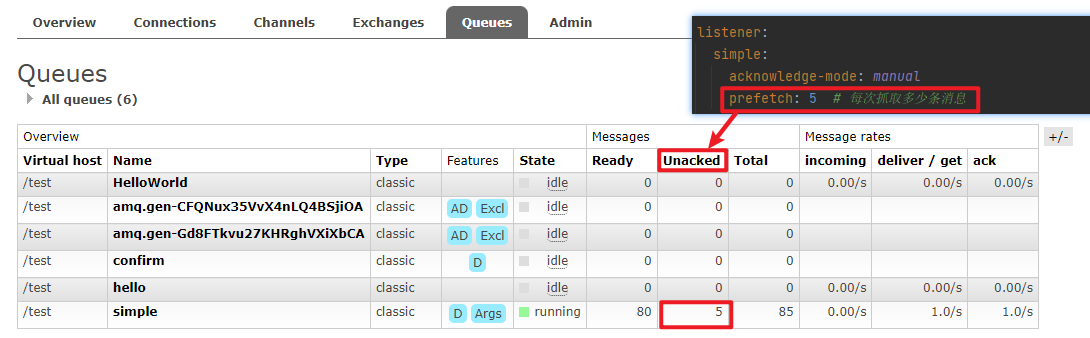 Overview Connections Channels Exchanges Queues Admin
listener:
simple:
acknowledge-mode: manual
prefetch: 5 # 每次抓取多少条消息
Queues
All queues (6)
Overview Messages Message rates +/-
Virtual host Name Type Features State Ready Unacked Total incoming deliver / get ack
/test HelloWorld classic idle 0 0 0 0.00/s 0.00/s 0.00/s
/test amq.gen-CFQNux35VvX4nLQ4BSjiOA classic AD Excl idle 0 0 0
/test amq.gen-Gd8FTkvu27KHRghVXiXbCA classic AD Excl idle 0 0 0
/test confirm classic D idle 0 0 0
/test hello classic idle 0 0 0 0.00/s 0.00/s 0.00/s
/test simple classic D Args running 80 5 85 0.00/s 1.0/s 1.0/s